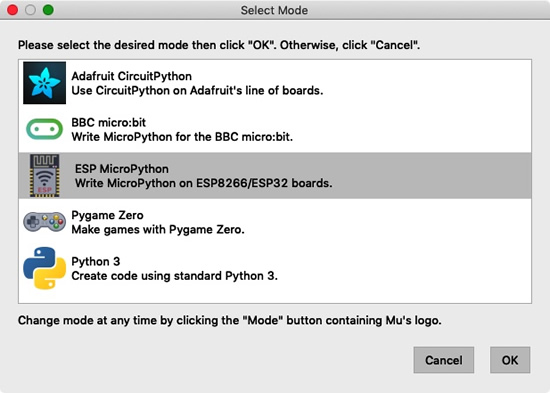 Select Mode
Please select the desired mode then click "OK". Otherwise, click "Cancel".
Adafruit CircuitPython
Use CircuitPython on Adafruit's line of boards.
BBC micro:bit
Write MicroPython for the BBC micro:bit.
ESP
ESP MicroPython
Write MicroPython on ESP8266/ESP32 boards.
Pygame Zero
Make games with Pygame Zero.
Python 3
Create code using standard Python 3.
Change mode at any time by clicking the "Mode" button containing Mu's logo.
Cancel
OK